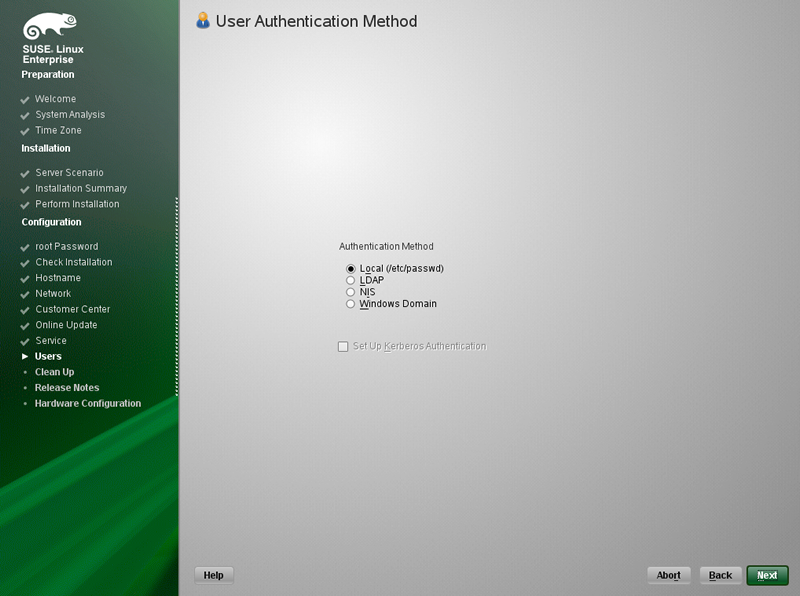 SUSE. Linux
Enterprise
Preparation
Welcome
System Analysis
Time Zone
Installation
Server Scenario
Installation Summary
Perform Installation
Configuration
root Password
Check Installation
Hostname
Network
Customer Center
Online Update
Service
Users
Clean Up
Release Notes
Hardware Configuration
User Authentication Method
Authentication Method
Local (/etc/passwd)
LDAP
NIS
Windows Domain
Set Up Kerberos Authentication
Help
Abort
Back
Next